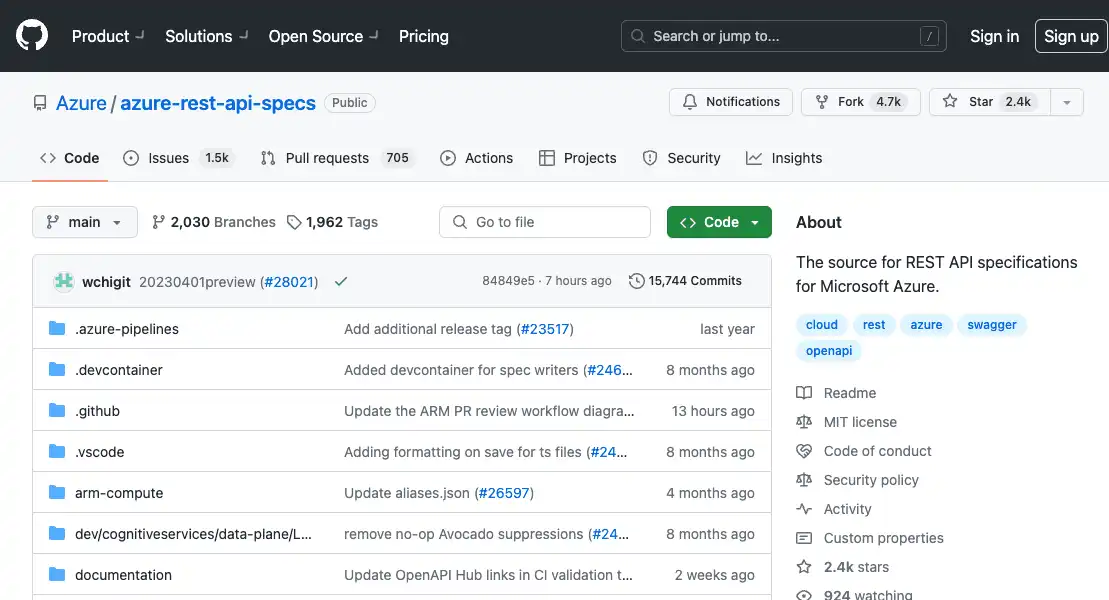 Product Solutions Open Source Pricing Search or jump to... / Sign in Sign up
Azure / azure-rest-api-specs Public Notifications Fork 4.7k Star 2.4k
Code Issues 1.5k Pull requests 705 Actions Projects Security Insights
main 2,030 Branches 1,962 Tags Go to file Code
wchigit 20230401preview (#28021) 84849e5 · 7 hours ago 15,744 Commits
.azure-pipelines Add additional release tag (#23517) last year
.devcontainer Added devcontainer for spec writers (#246... 8 months ago
.github Update the ARM PR review workflow diagra... 13 hours ago
.vscode Adding formatting on save for ts files (#24... 8 months ago
arm-compute Update aliases.json (#26597) 4 months ago
dev/cognitiveservices/data-plane/L... remove no-op Avocado suppressions (#24... 8 months ago
documentation Update OpenAPI Hub links in CI validation t... 2 weeks ago
About
The source for REST API specifications
for Microsoft Azure.
cloud rest azure swagger
openapi
Readme
MIT license
Code of conduct
Security policy
Activity
Custom properties
2.4k stars
924 watching